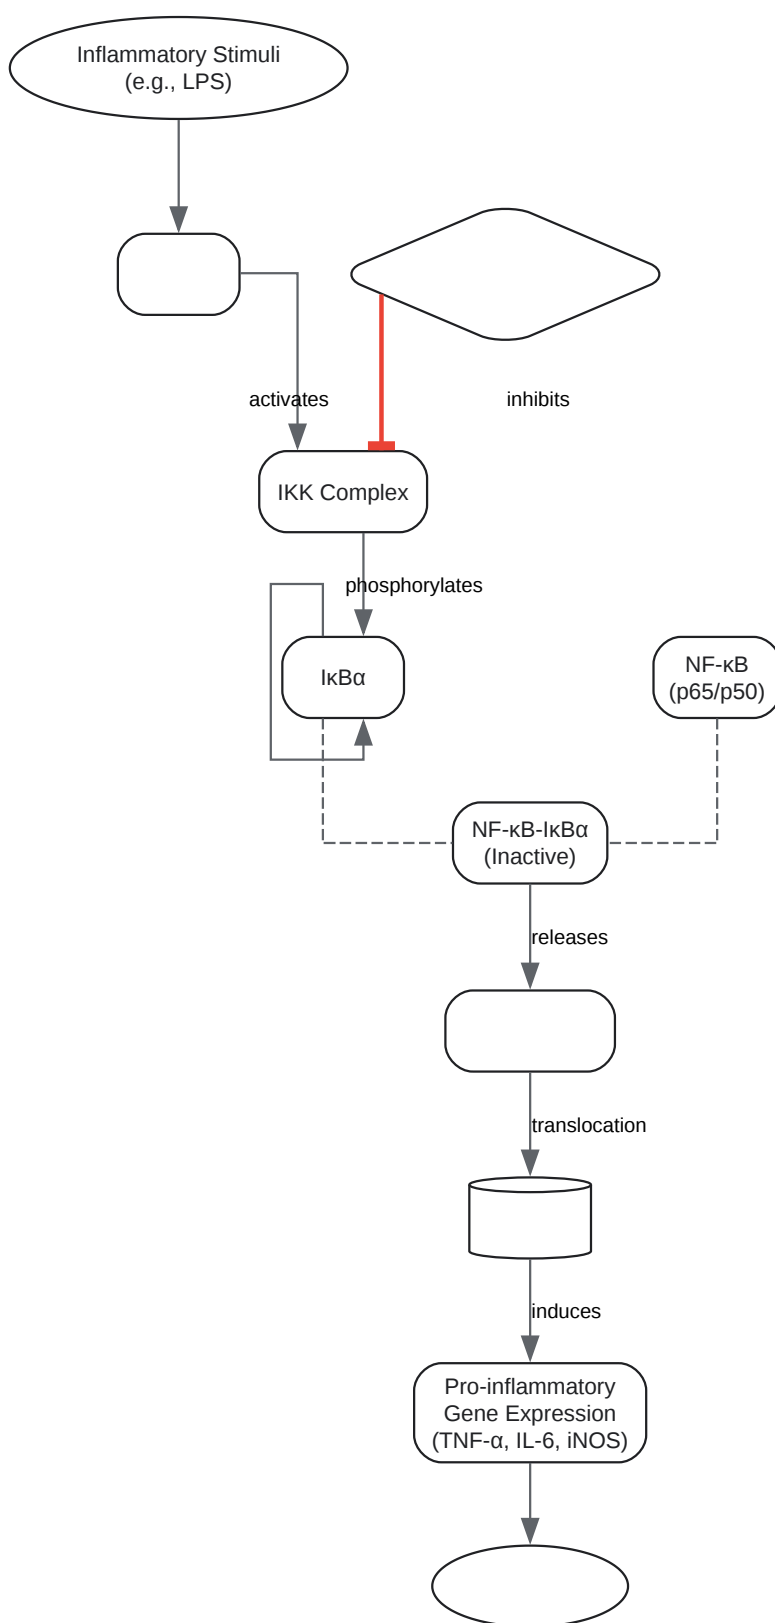 Inflammatory Stimuli
(e.g., LPS)
activates
inhibits
IKK Complex
phosphorylates
IκBα
NF-κB
(p65/p50)
NF-κB-IκBα
(Inactive)
releases
translocation
induces
Pro-inflammatory
Gene Expression
(TNF-α, IL-6, iNOS)